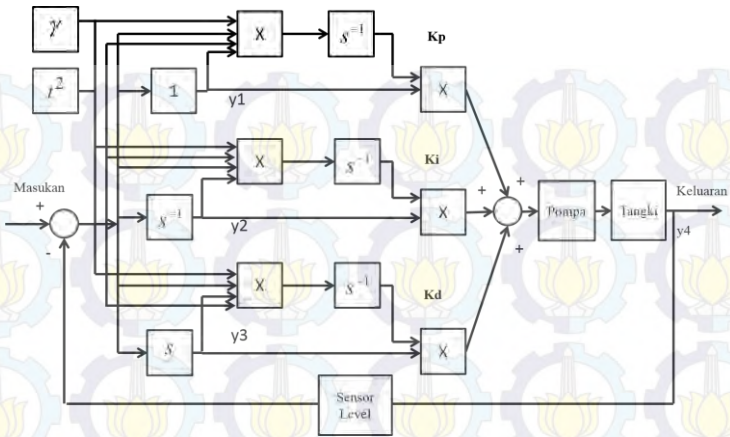 γ
X
s⁻¹
Kp
t²
1
X
y1
X
s⁻¹
Ki
Masukan
+
-
s⁻¹
y2
X
+
+
+
Pompa
Tangki
Keluaran
y4
X
s⁻¹
Kd
s
y3
X
Sensor
Level